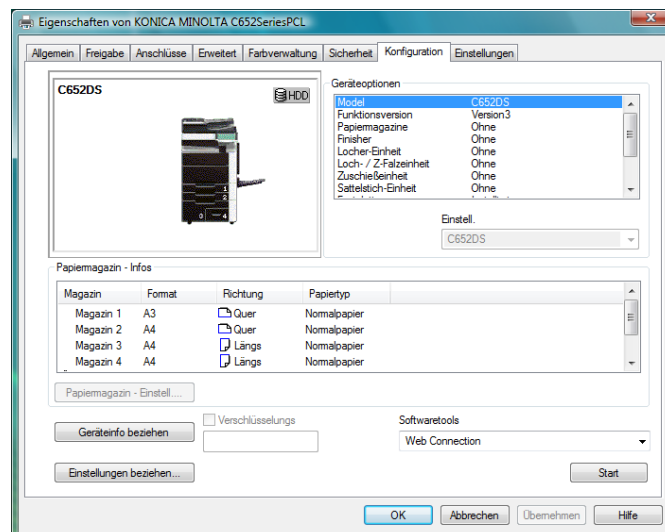 Eigenschaften von KONICA MINOLTA C652SeriesPCL
Allgemein Freigabe Anschlüsse Erweitert Farbverwaltung Sicherheit Konfiguration Einstellungen
C652DS
HDD
1
2
0 4
Geräteoptionen
Model C652DS
Funktionsversion Version3
Papiermagazine Ohne
Finisher Ohne
Locher-Einheit Ohne
Loch- / Z-Falzeinheit Ohne
Zuschießeinheit Ohne
Sattelstich-Einheit Ohne
Einstell.
C652DS
Papiermagazin - Infos
Magazin Format Richtung Papiertyp
Magazin 1 A3 Quer Normalpapier
Magazin 2 A4 Quer Normalpapier
Magazin 3 A4 Längs Normalpapier
Magazin 4 A4 Längs Normalpapier
Papiermagazin - Einstell....
Geräteinfo beziehen
Verschlüsselungs
Softwaretools
Web Connection
Einstellungen beziehen...
Start
OK Abbrechen Übernehmen Hilfe